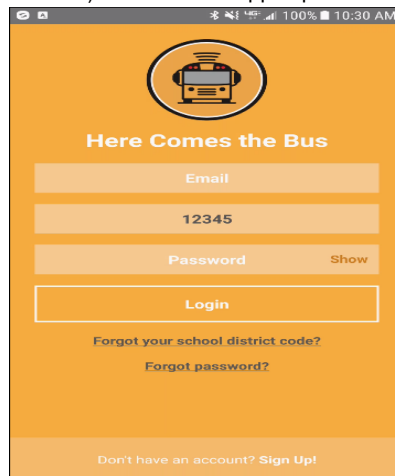 100% 10:30 AM
Here Comes the Bus
Email
12345
Password Show
Login
Forgot your school district code?
Forgot password?
Don't have an account? Sign Up!